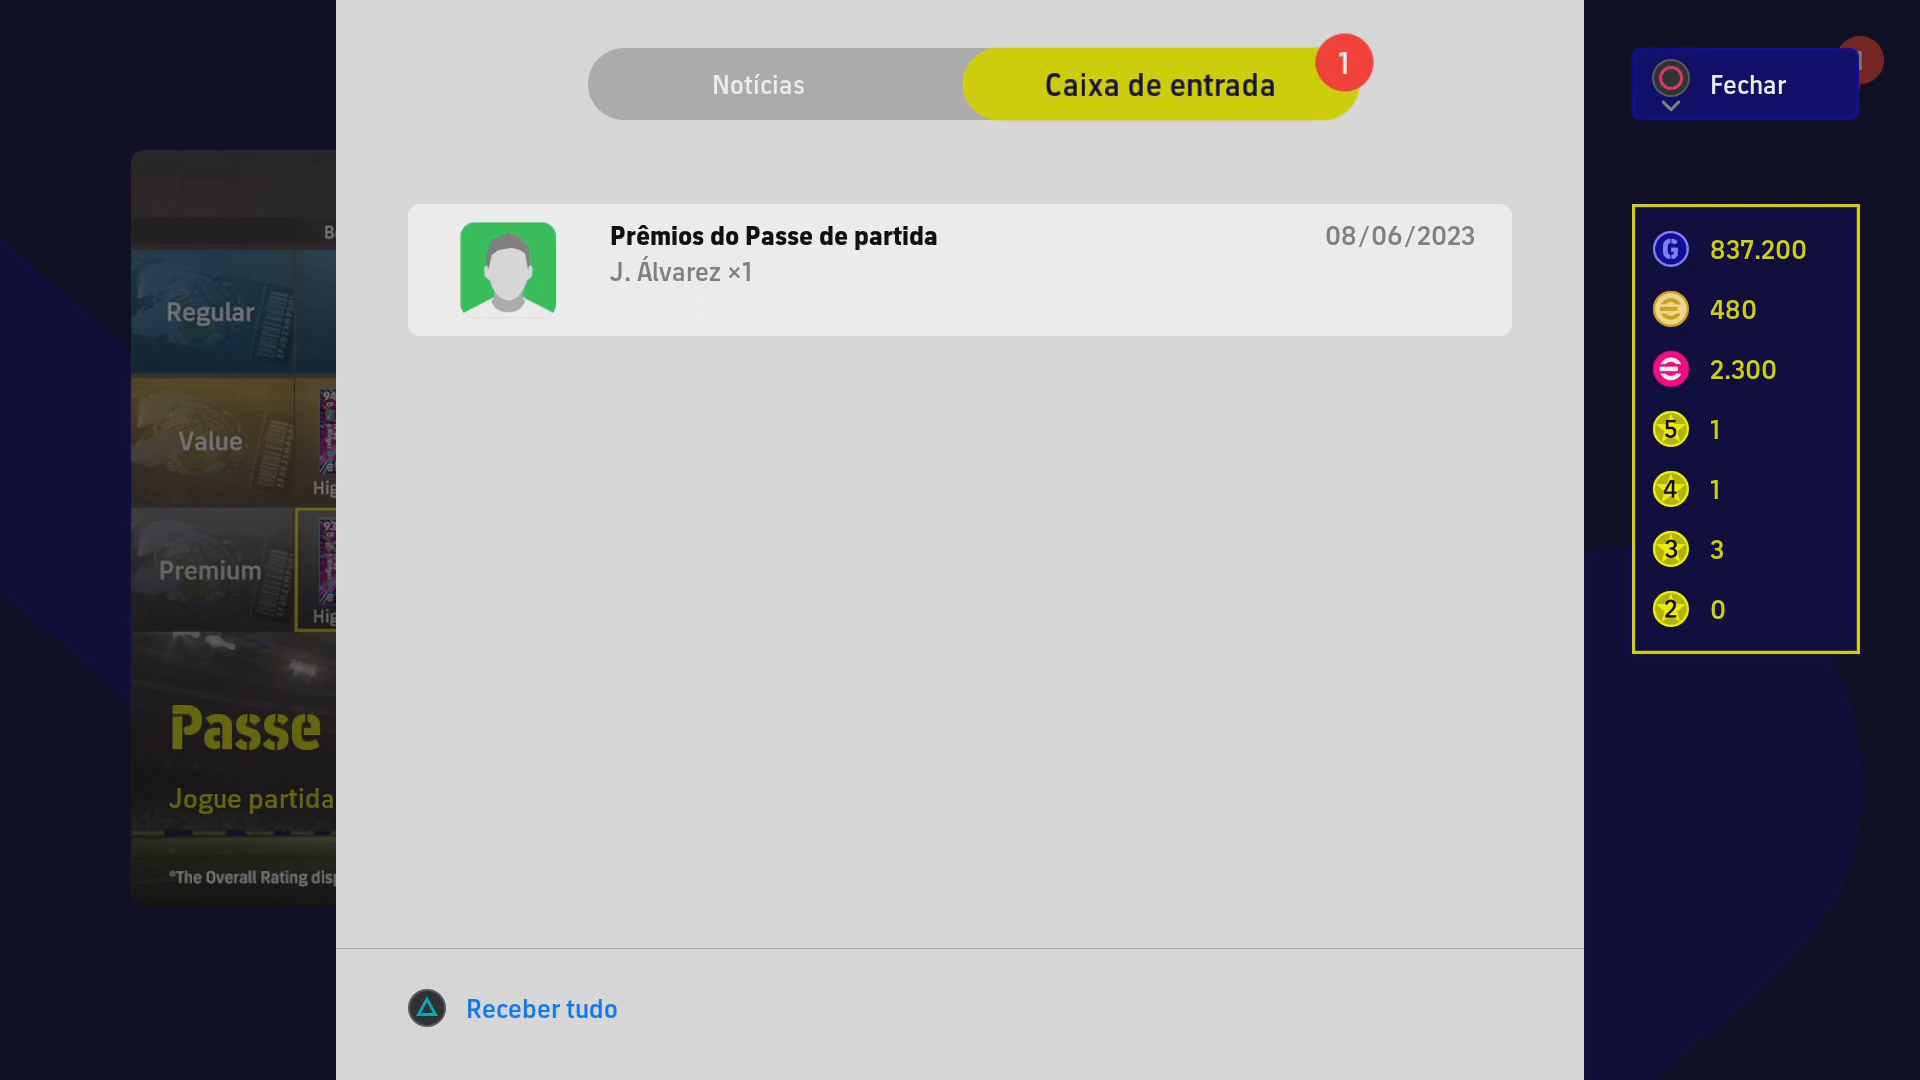 Notícias
Caixa de entrada
1
Fechar
Prêmios do Passe de partida
08/06/2023
J. Álvarez ×1
G 837.200
480
2.300
5 1
4 1
3 3
2 0
Regular
Value
Premium
Passe
Jogue partida
*The Overall Rating
Receber tudo